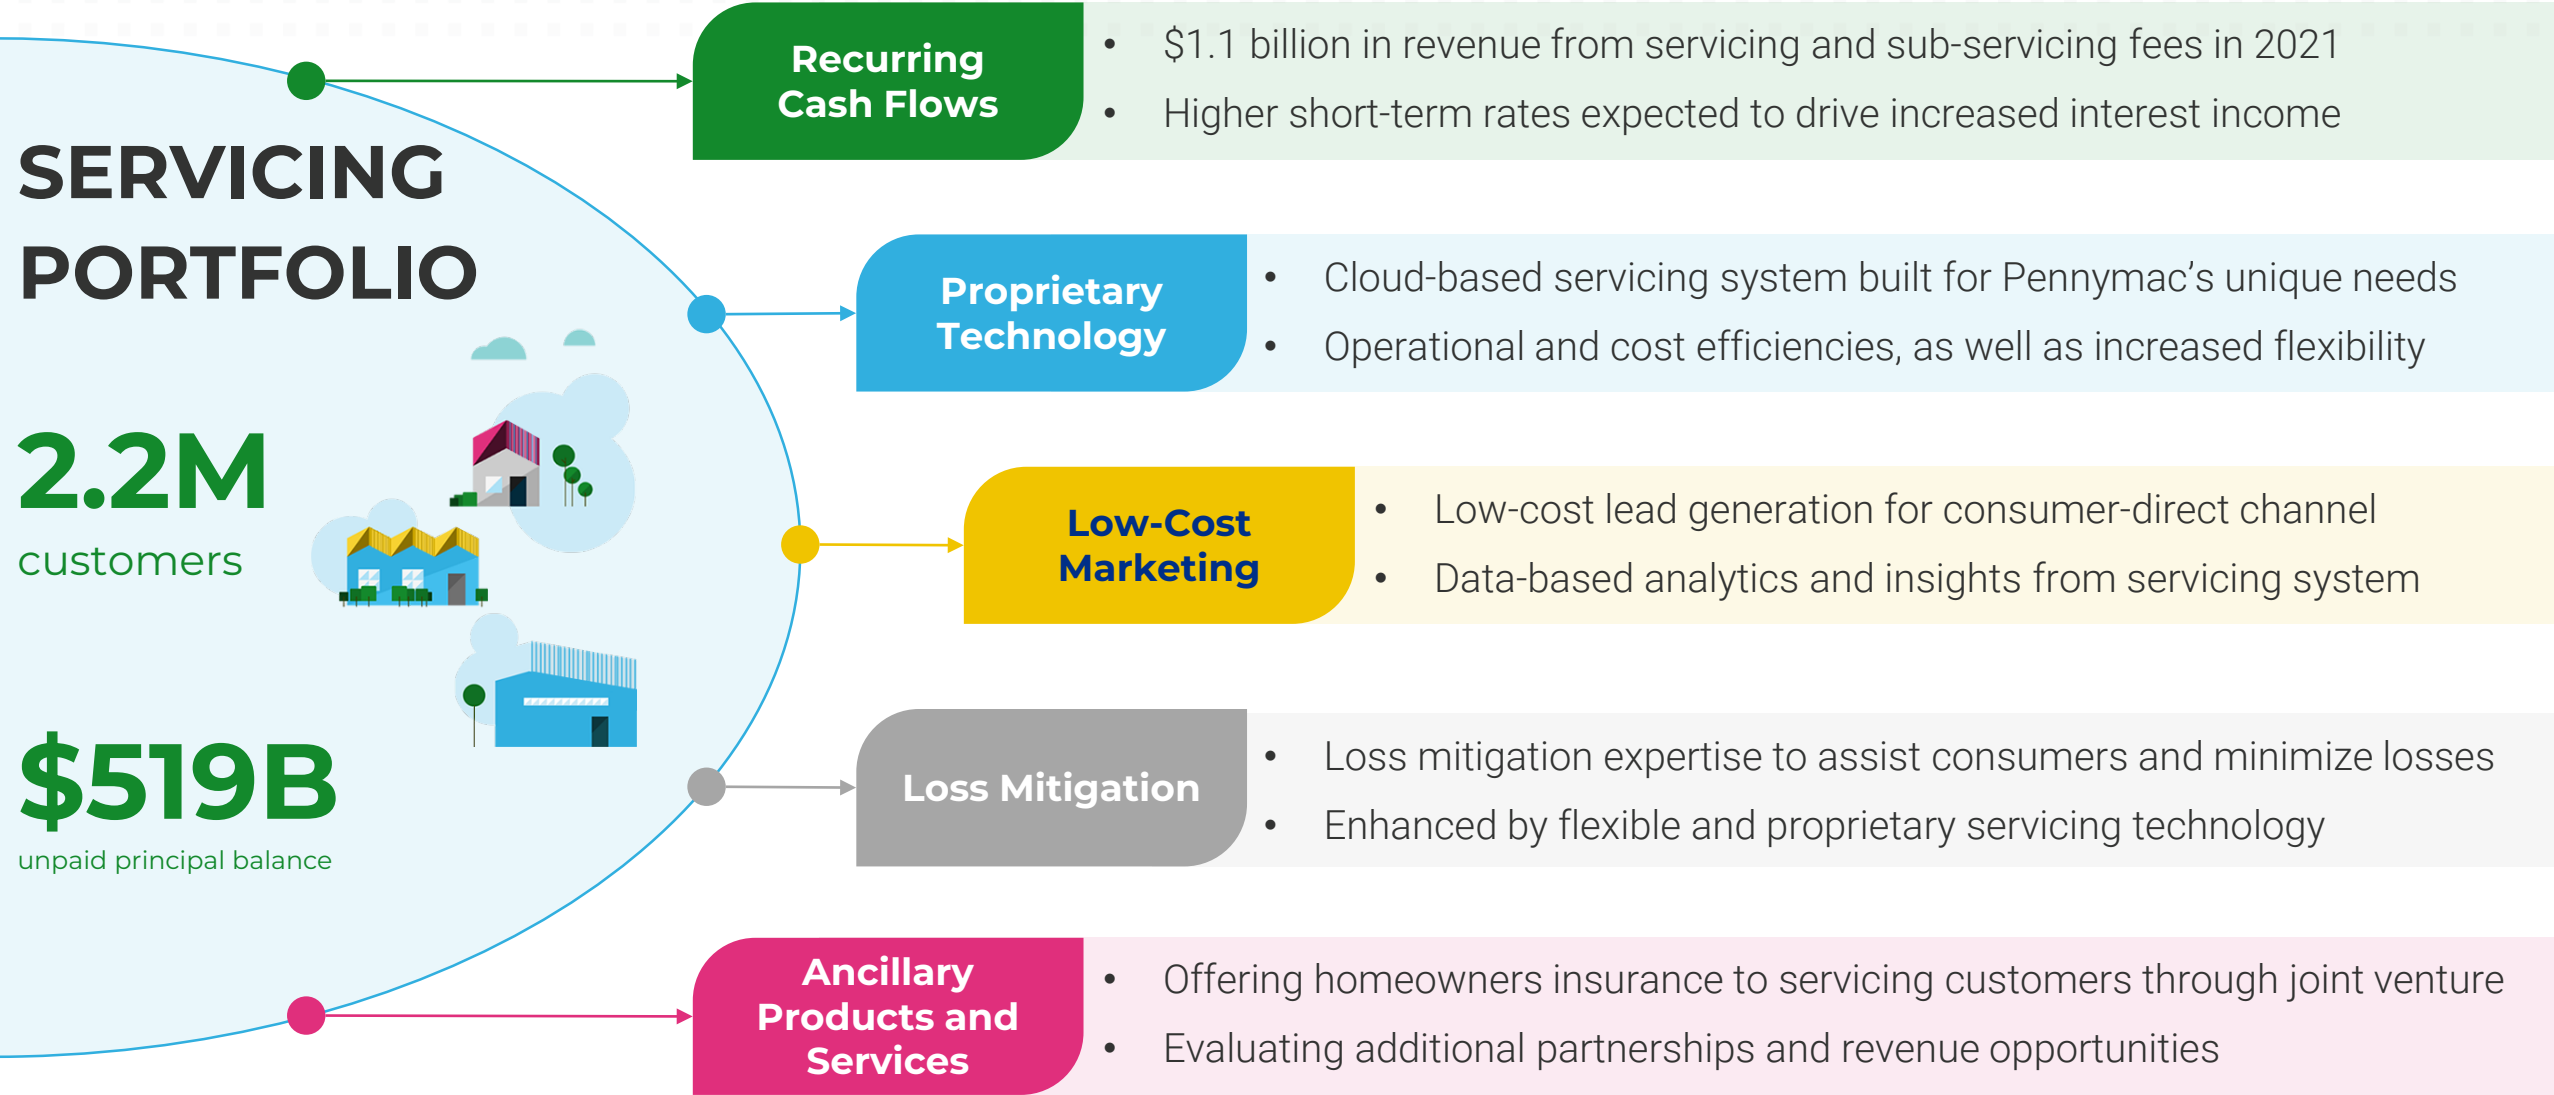 SERVICING
PORTFOLIO
2.2M
customers
$519B
unpaid principal balance
Recurring
Cash Flows
• $1.1 billion in revenue from servicing and sub-servicing fees in 2021
• Higher short-term rates expected to drive increased interest income
Proprietary
Technology
• Cloud-based servicing system built for Pennymac’s unique needs
• Operational and cost efficiencies, as well as increased flexibility
Low-Cost
Marketing
• Low-cost lead generation for consumer-direct channel
• Data-based analytics and insights from servicing system
Loss Mitigation
• Loss mitigation expertise to assist consumers and minimize losses
• Enhanced by flexible and proprietary servicing technology
Ancillary
Products and
Services
• Offering homeowners insurance to servicing customers through joint venture
• Evaluating additional partnerships and revenue opportunities